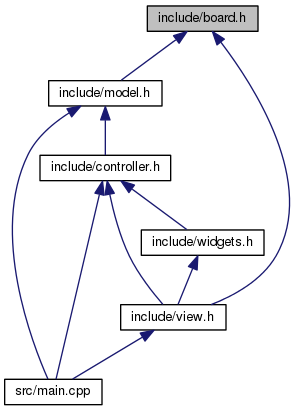 include/board.h
include/model.h
include/controller.h
include/widgets.h
include/view.h
src/main.cpp